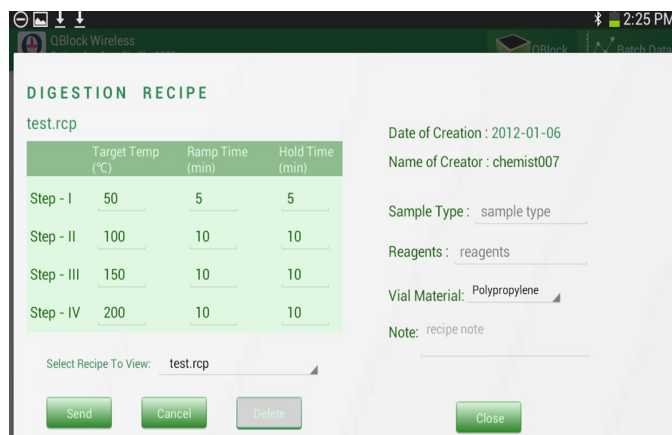 2:25 PM
QBlock Wireless
QBlock
Batch Data
DIGESTION RECIPE
test.rcp
Target Temp (℃) Ramp Time (min) Hold Time (min)
Step - I 50 5 5
Step - II 100 10 10
Step - III 150 10 10
Step - IV 200 10 10
Select Recipe To View: test.rcp
Send Cancel Delete
Date of Creation : 2012-01-06
Name of Creator : chemist007
Sample Type : sample type
Reagents : reagents
Vial Material: Polypropylene
Note: recipe note
Close